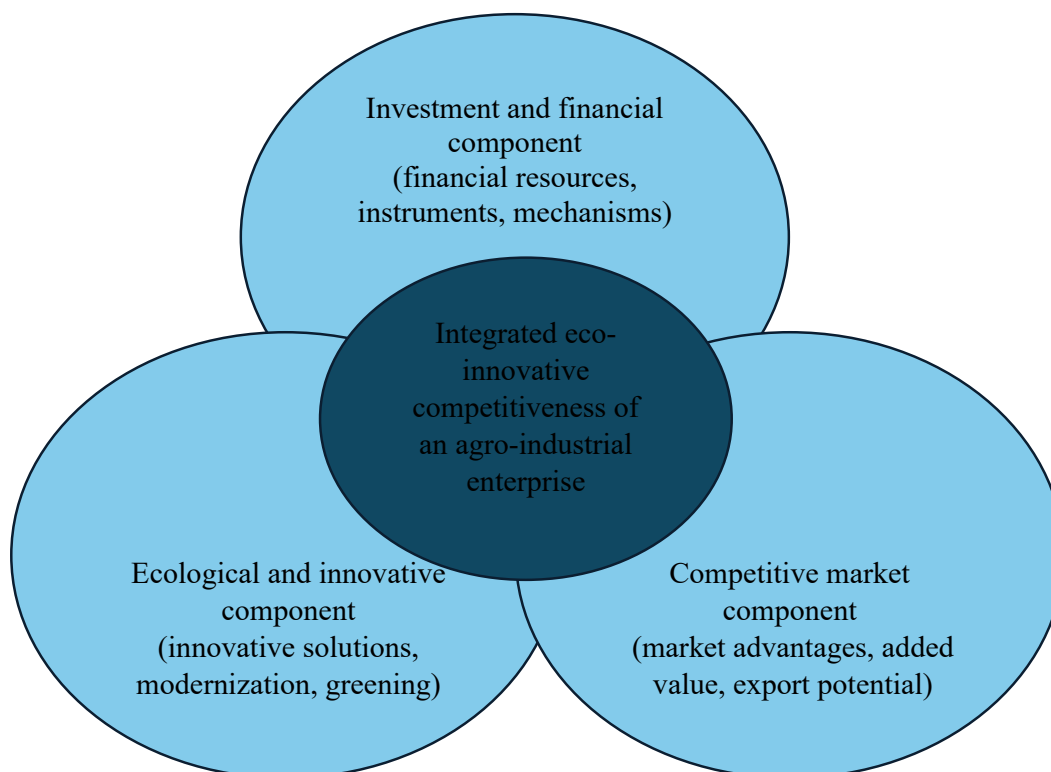 Investment and financial
component
(financial resources,
instruments, mechanisms)
Integrated eco-
innovative
competitiveness of
an agro-industrial
enterprise
Ecological and innovative
component
(innovative solutions,
modernization, greening)
Competitive market
component
(market advantages, added
value, export potential)